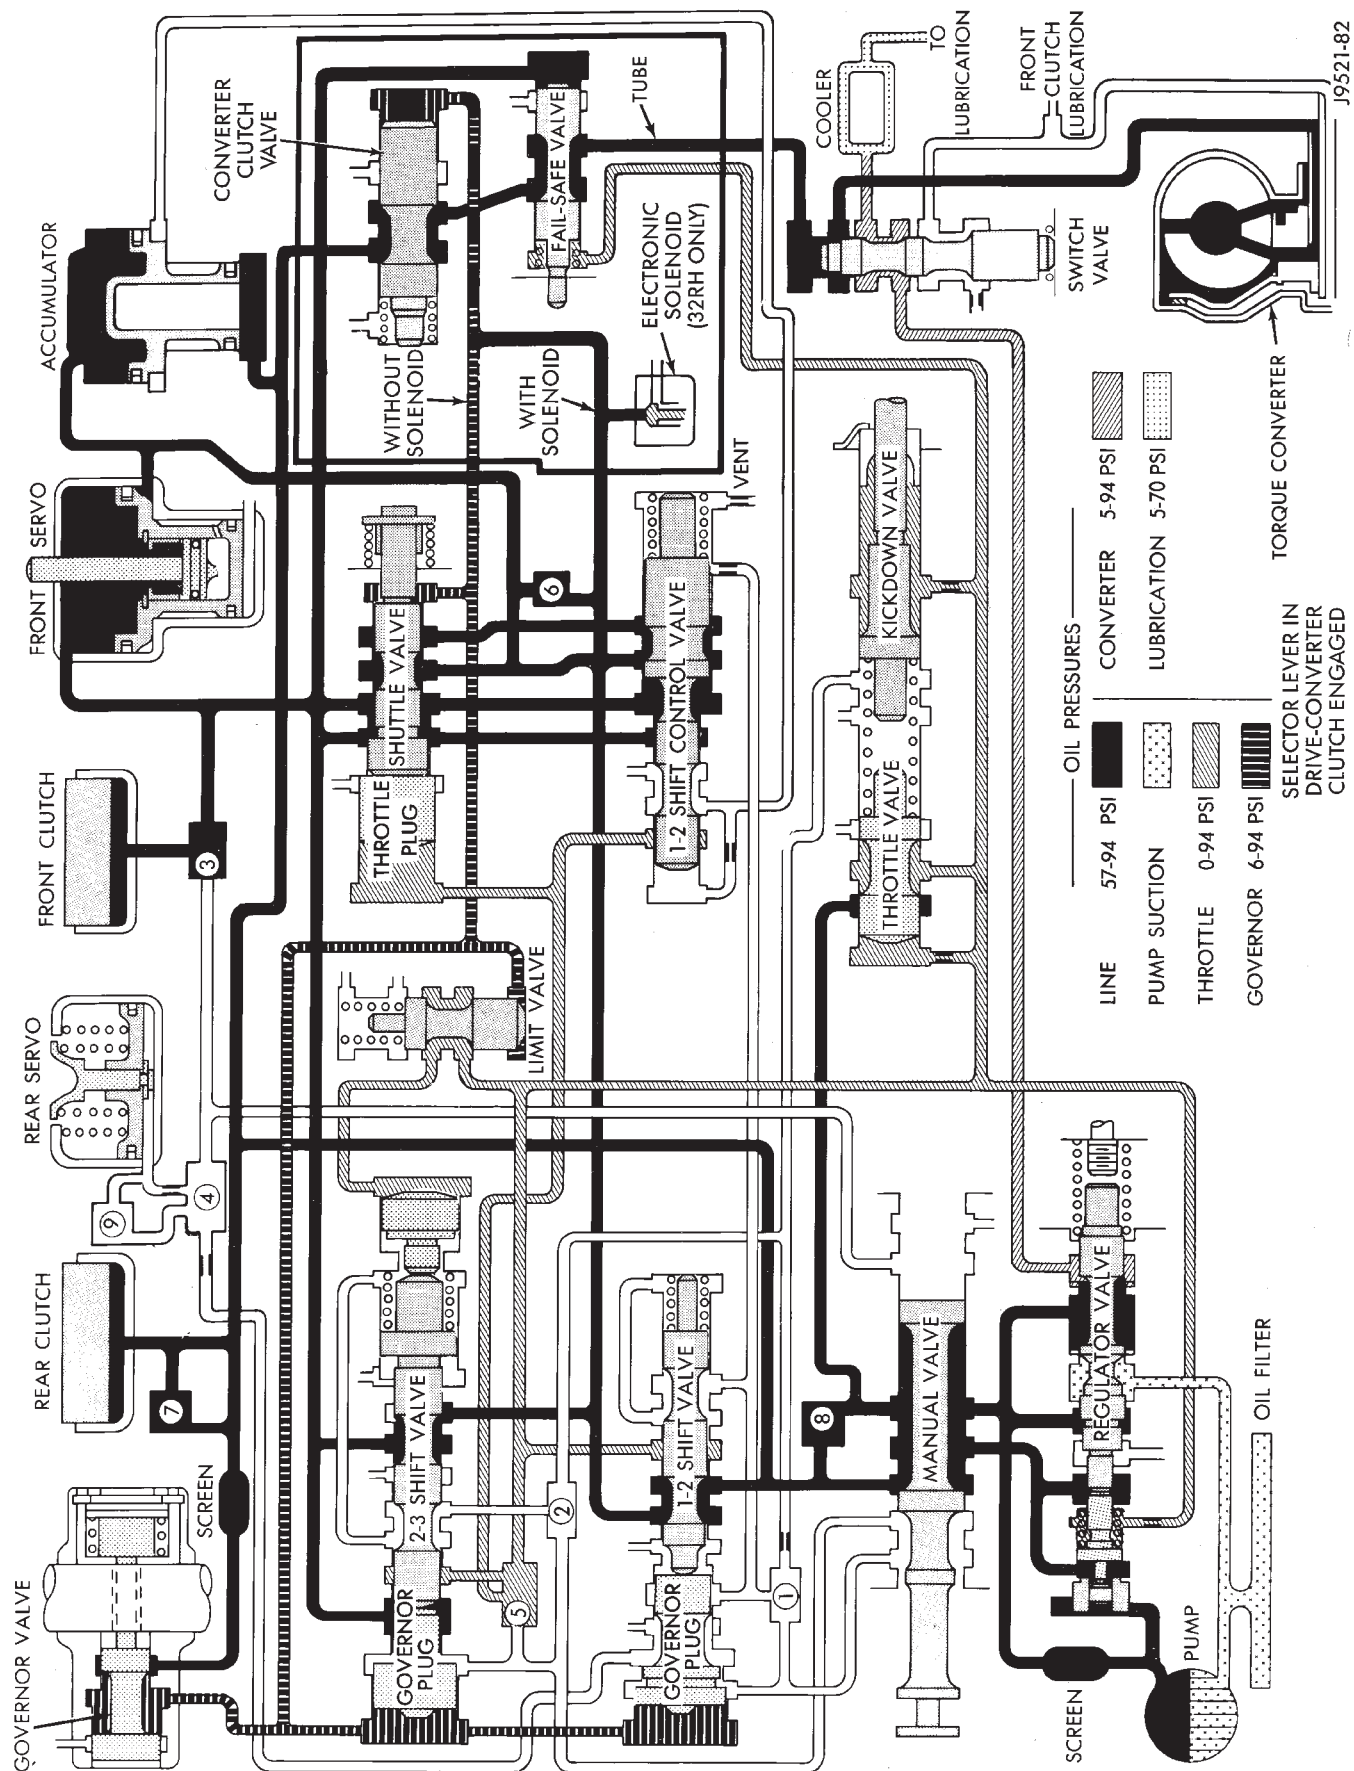 GOVERNOR VALVE
SCREEN
REAR CLUTCH
7
9
4
REAR SERVO
FRONT CLUTCH
3
FRONT SERVO
ACCUMULATOR
CONVERTER
CLUTCH
VALVE
GOVERNOR
PLUG
2-3 SHIFT VALVE
5
2
LIMIT VALVE
THROTTLE
PLUG
SHUTTLE VALVE
6
WITHOUT
SOLENOID
WITH
SOLENOID
FAIL-SAFE VALVE
TUBE
ELECTRONIC
SOLENOID
(32RH ONLY)
GOVERNOR
PLUG
1-2 SHIFT VALVE
1
1-2 SHIFT CONTROL VALVE
VENT
8
MANUAL VALVE
THROTTLE VALVE
KICKDOWN VALVE
COOLER
TO
LUBRICATION
FRONT
CLUTCH
LUBRICATION
SWITCH
VALVE
SCREEN
PUMP
REGULATOR VALVE
OIL FILTER
OIL PRESSURES
LINE 57-94 PSI
CONVERTER 5-94 PSI
PUMP SUCTION
LUBRICATION 5-70 PSI
THROTTLE 0-94 PSI
GOVERNOR 6-94 PSI
SELECTOR LEVER IN
DRIVE-CONVERTER
CLUTCH ENGAGED
TORQUE CONVERTER
J9521-82